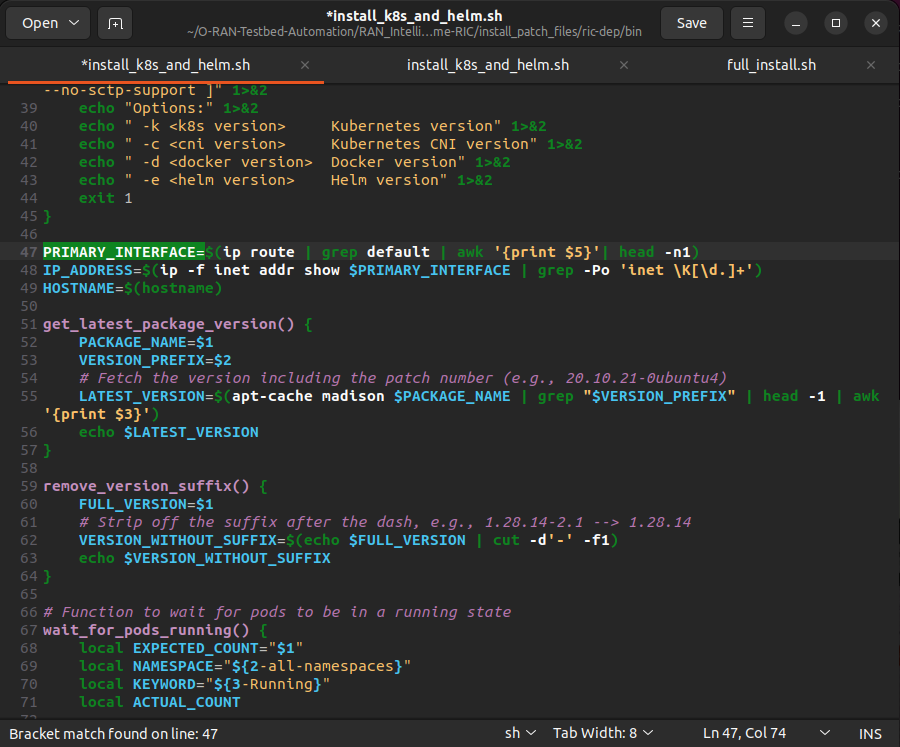 Open
*install_k8s_and_helm.sh
~/O-RAN-Testbed-Automation/RAN_Intelli…me-RIC/install_patch_files/ric-dep/bin
Save
*install_k8s_and_helm.sh
install_k8s_and_helm.sh
full_install.sh
--no-sctp-support ]" 1>&2
39     echo "Options:" 1>&2
40     echo " -k <k8s version>     Kubernetes version" 1>&2
41     echo " -c <cni version>     Kubernetes CNI version" 1>&2
42     echo " -d <docker version>  Docker version" 1>&2
43     echo " -e <helm version>    Helm version" 1>&2
44     exit 1
45 }
46
47 PRIMARY_INTERFACE=$(ip route | grep default | awk '{print $5}'| head -n1)
48 IP_ADDRESS=$(ip -f inet addr show $PRIMARY_INTERFACE | grep -Po 'inet \K[\d.]+')
49 HOSTNAME=$(hostname)
50
51 get_latest_package_version() {
52     PACKAGE_NAME=$1
53     VERSION_PREFIX=$2
54     # Fetch the version including the patch number (e.g., 20.10.21-0ubuntu4)
55     LATEST_VERSION=$(apt-cache madison $PACKAGE_NAME | grep "$VERSION_PREFIX" | head -1 | awk
'{print $3}')
56     echo $LATEST_VERSION
57 }
58
59 remove_version_suffix() {
60     FULL_VERSION=$1
61     # Strip off the suffix after the dash, e.g., 1.28.14-2.1 --> 1.28.14
62     VERSION_WITHOUT_SUFFIX=$(echo $FULL_VERSION | cut -d'-' -f1)
63     echo $VERSION_WITHOUT_SUFFIX
64 }
65
66 # Function to wait for pods to be in a running state
67 wait_for_pods_running() {
68     local EXPECTED_COUNT="$1"
69     local NAMESPACE="${2-all-namespaces}"
70     local KEYWORD="${3-Running}"
71     local ACTUAL_COUNT
72
Bracket match found on line: 47
sh
Tab Width: 8
Ln 47, Col 74
INS